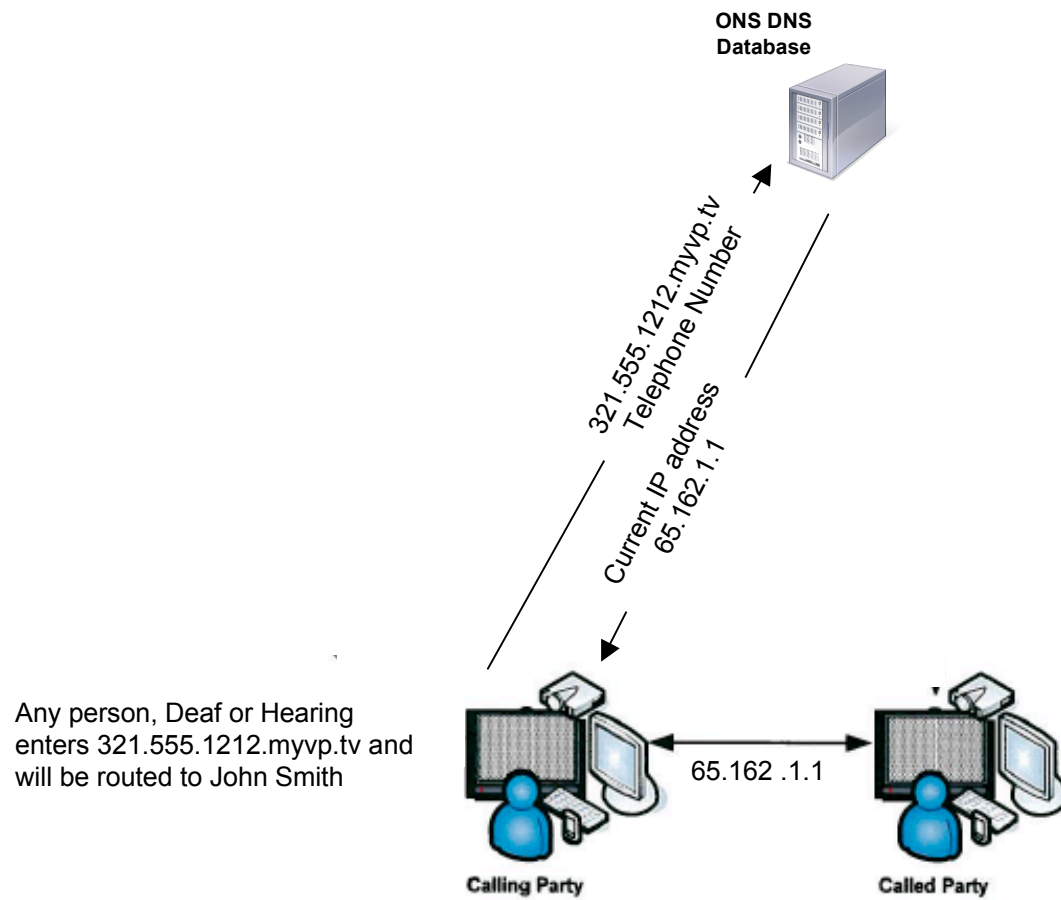 ONS DNS
Database
321.555.1212.myvp.tv
Telephone Number
Current IP address
65.162.1.1
Any person, Deaf or Hearing
enters 321.555.1212.myvp.tv and
will be routed to John Smith
65.162 .1.1
Calling Party
Called Party